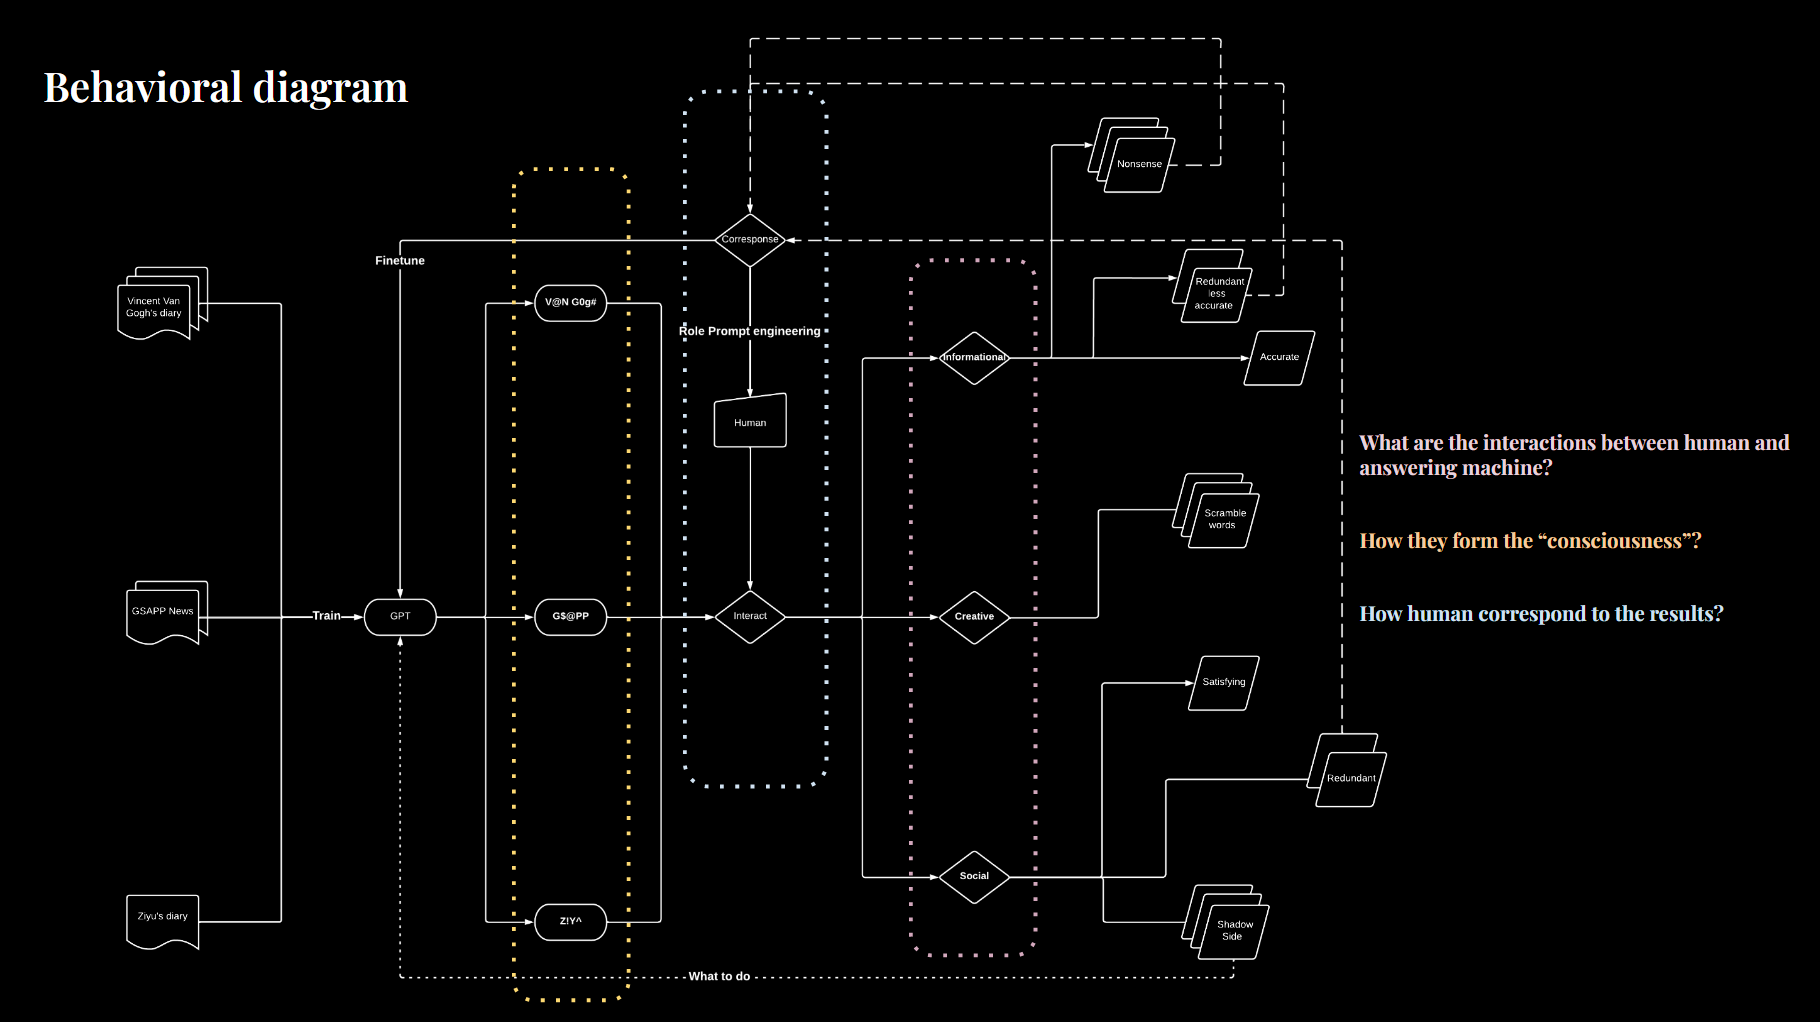 Behavioral diagram
Nonsense
Corresponse
Finetune
Vincent Van
Gogh's diary
V@N G0g#
Redundant
less
accurate
Role Prompt engineering
Informational
Accurate
Human
What are the interactions between human and
answering machine?
Scramble
words
How they form the “consciousness”?
GSAPP News
Train
GPT
G$@PP
Interact
Creative
How human correspond to the results?
Satisfying
Redundant
Social
Ziyu's diary
Z!Y^
Shadow
Side
What to do